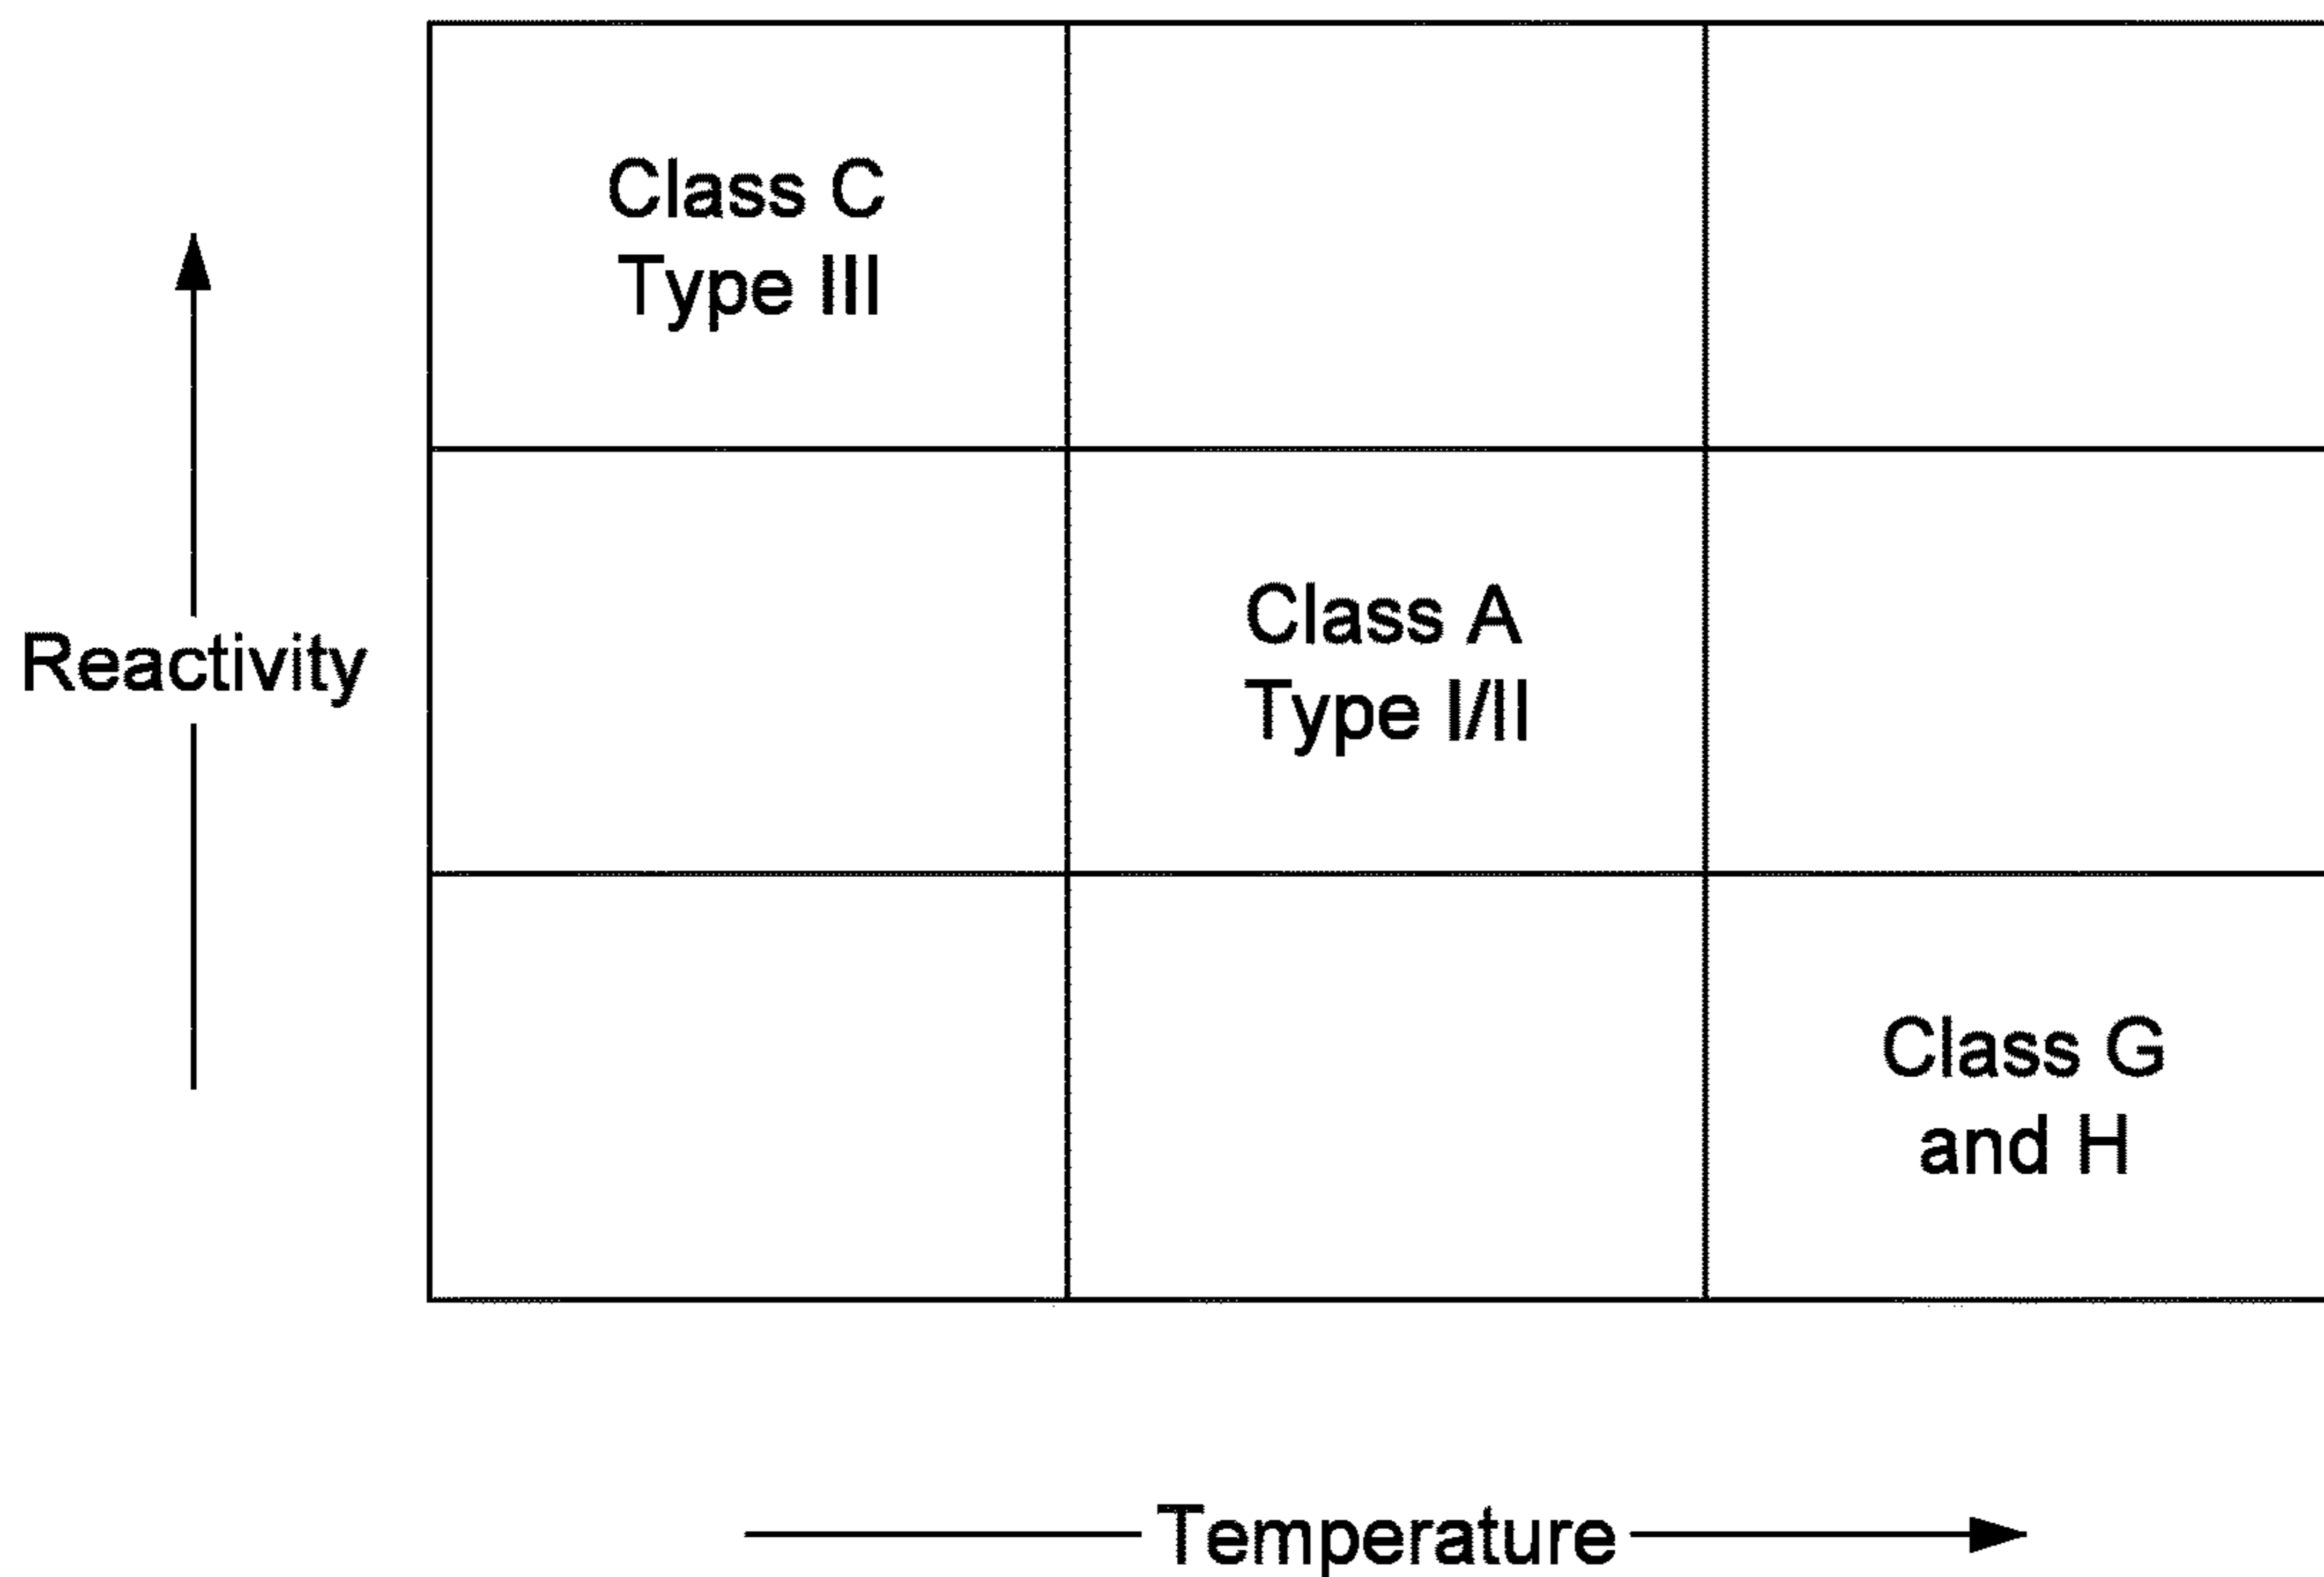 Class C
Type III
Reactivity
Class A
Type I/II
Class G
and H
Temperature